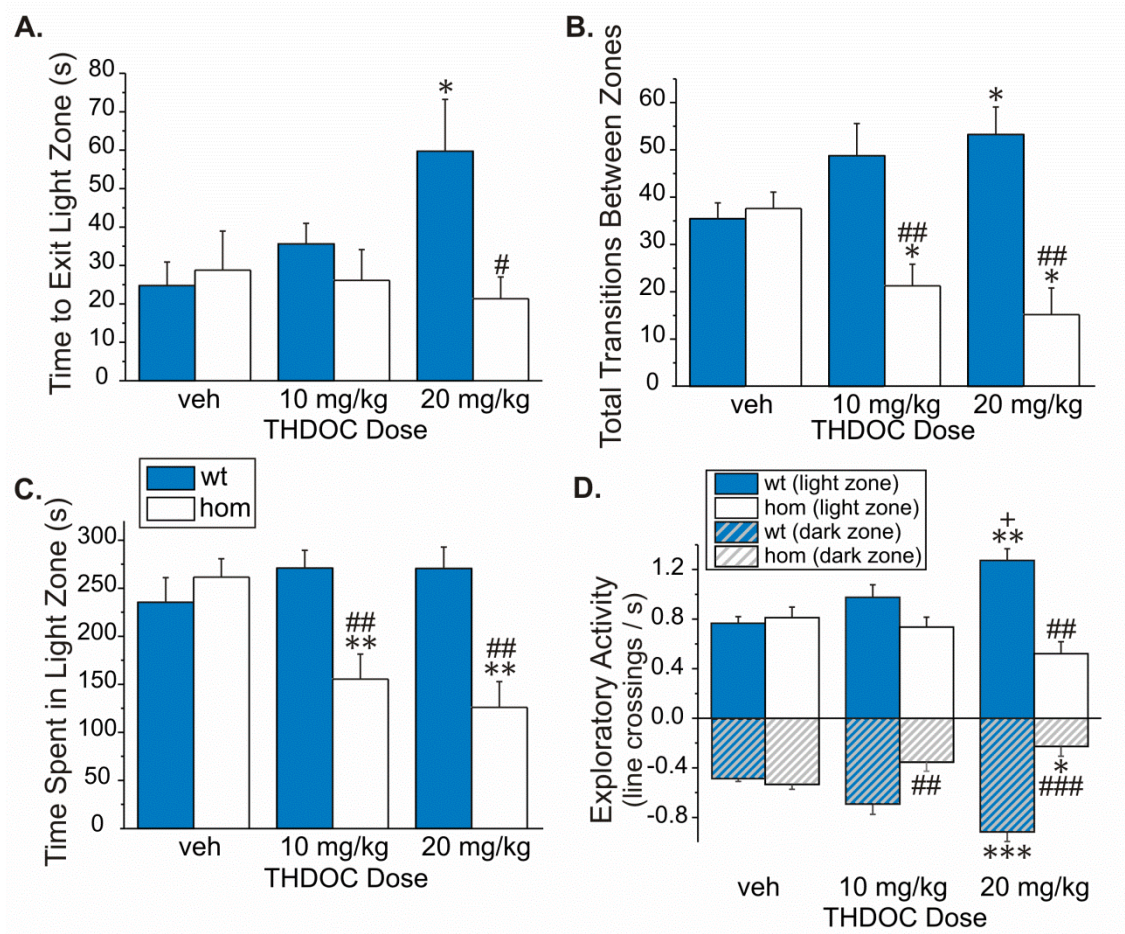 A.
Time to Exit Light Zone (s)
80
70
60
50
40
30
20
10
0
*
#
veh
10 mg/kg
20 mg/kg
THDOC Dose
B.
Total Transitions Between Zones
60
50
40
30
20
10
0
##
*
*
##
*
veh
10 mg/kg
20 mg/kg
THDOC Dose
C.
wt
hom
Time Spent in Light Zone (s)
300
250
200
150
100
50
0
##
**
##
**
veh
10 mg/kg
20 mg/kg
THDOC Dose
D.
wt (light zone)
hom (light zone)
wt (dark zone)
hom (dark zone)
Exploratory Activity
(line crossings / s)
1.2
0.8
0.4
0.0
-0.4
-0.8
+
**
##
##
*
###
***
veh
10 mg/kg
20 mg/kg
THDOC Dose